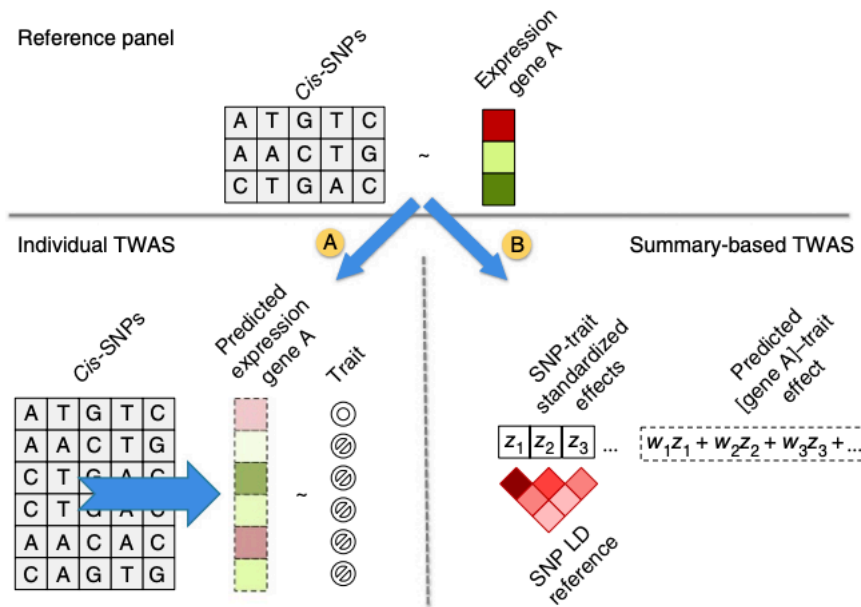 Reference panel
Cis-SNPs
Expression
gene A
A T G T C
A A C T G
C T G A C
~
Individual TWAS
A
B
Summary-based TWAS
Cis-SNPs
Predicted
expression
gene A
Trait
A T G T C
A A C T G
C T G A C
C T G A C
A A C A C
C A G T G
~
SNP-trait
standardized
effects
Predicted
[gene A]–trait
effect
z₁ z₂ z₃ ...
w₁z₁ + w₂z₂ + w₃z₃ + ...
SNP LD
reference